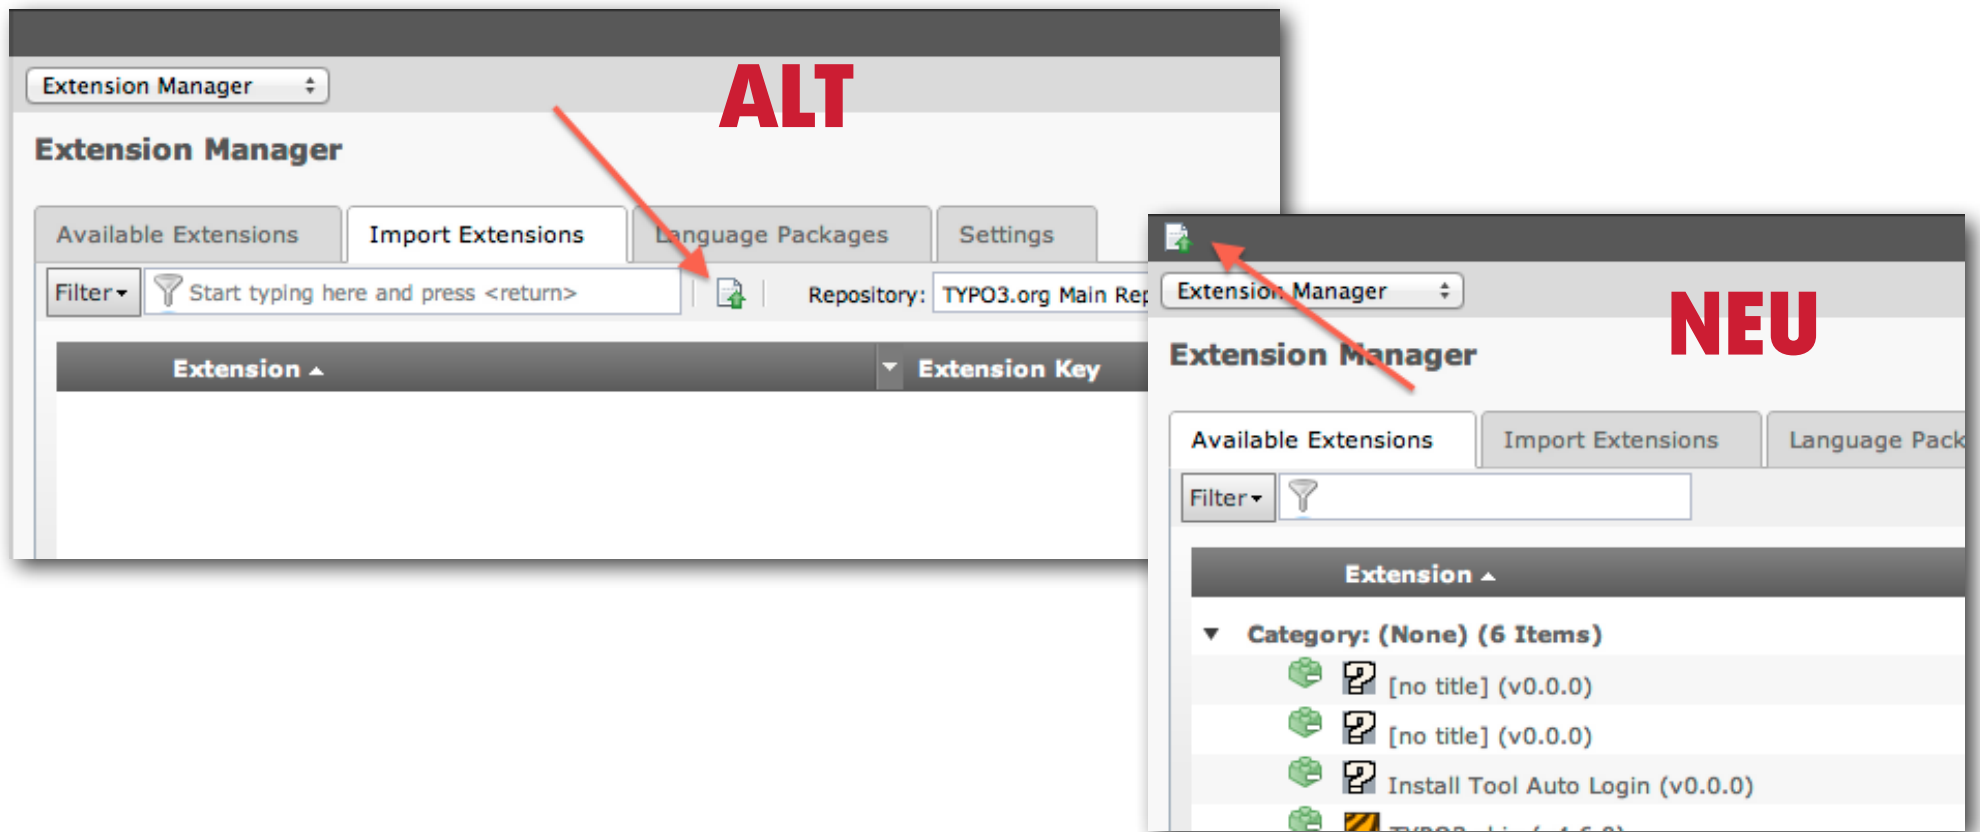 Extension Manager
ALT
Extension Manager
Available Extensions Import Extensions Language Packages Settings
Filter Start typing here and press <return> Repository: TYPO3.org Main Rep
Extension Extension Key
Extension Manager
NEU
Extension Manager
Available Extensions Import Extensions Language Pack
Filter
Extension
Category: (None) (6 Items)
[no title] (v0.0.0)
[no title] (v0.0.0)
Install Tool Auto Login (v0.0.0)